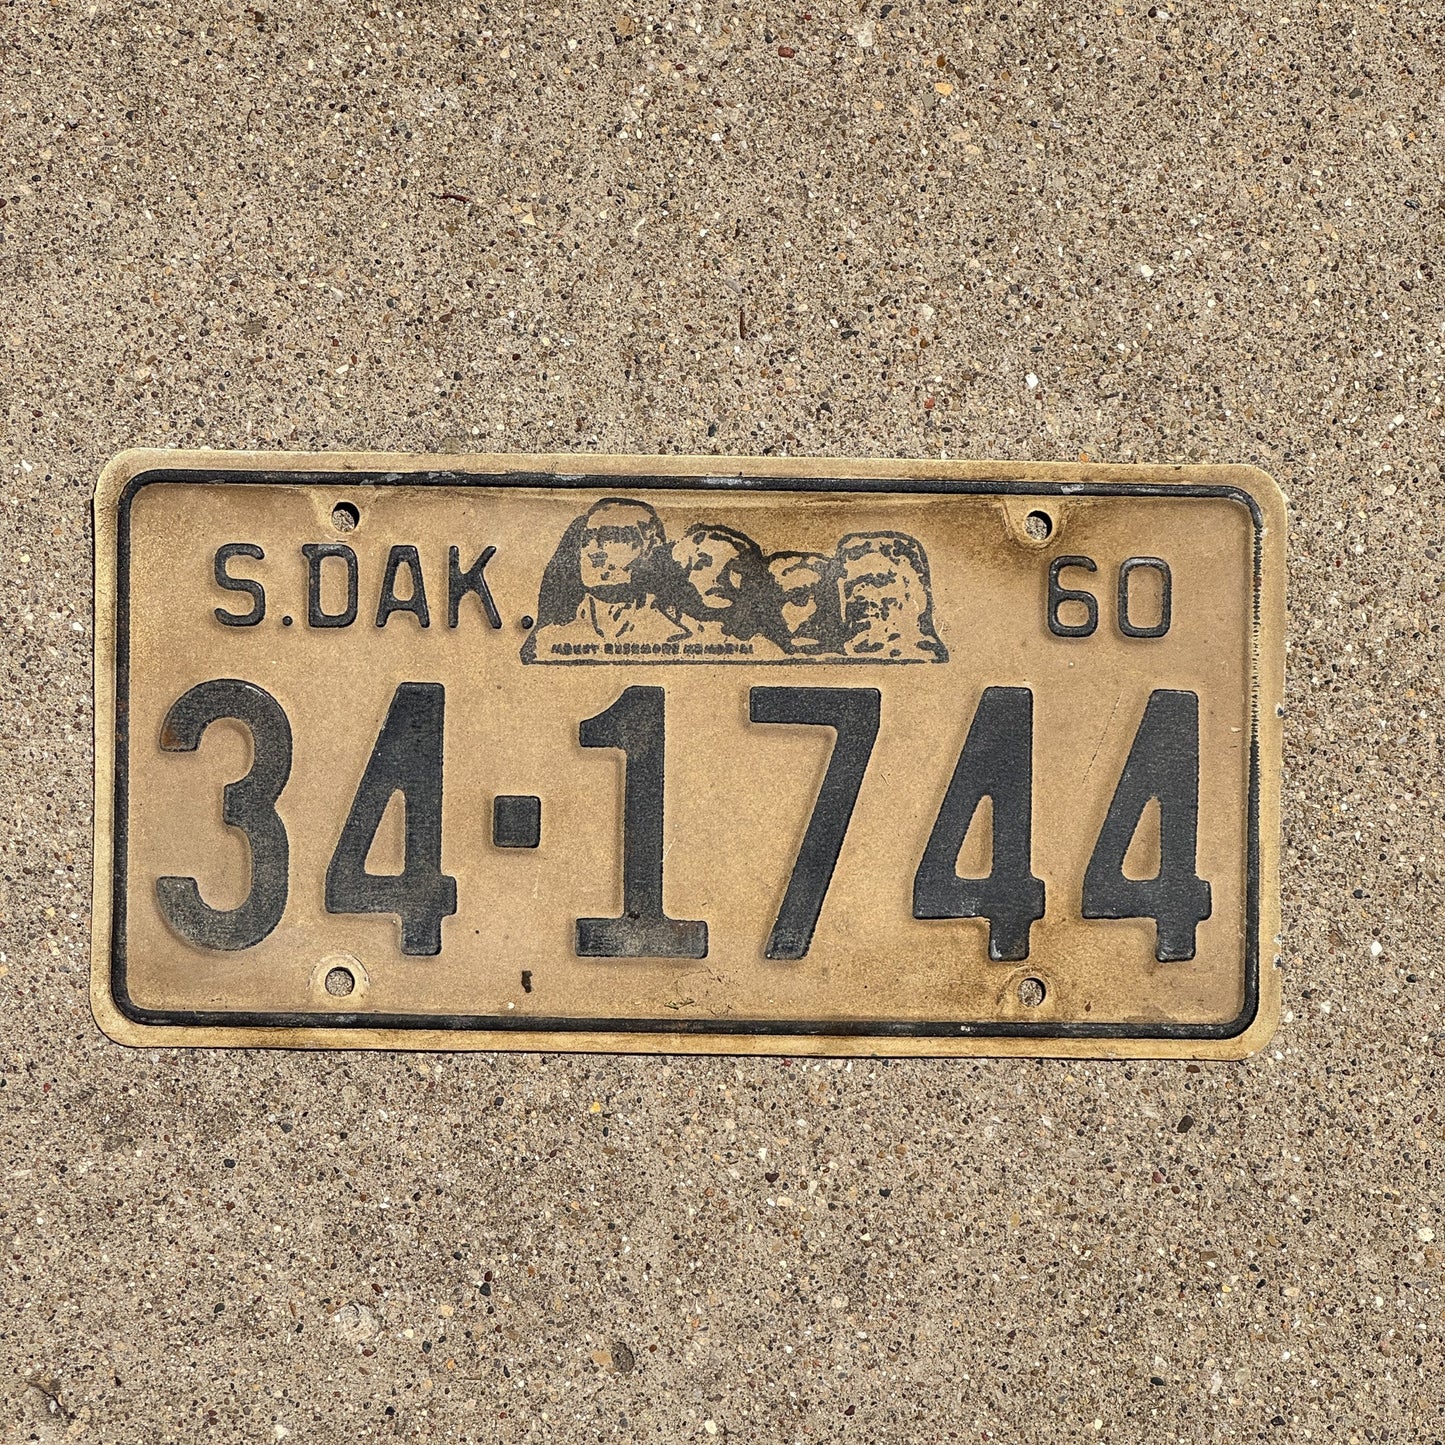 S.DAK. 60
MOUNT RUSHMORE MEMORIAL
34-1744